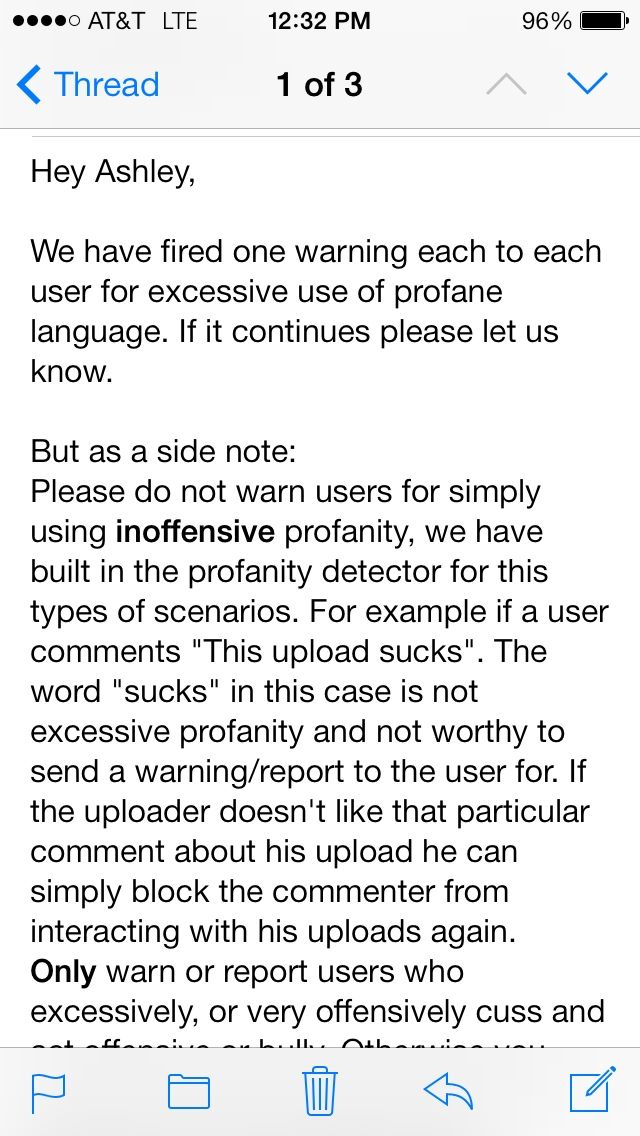 AT&T LTE 12:32 PM 96%
Thread 1 of 3
Hey Ashley,
We have fired one warning each to each
user for excessive use of profane
language. If it continues please let us
know.
But as a side note:
Please do not warn users for simply
using inoffensive profanity, we have
built in the profanity detector for this
types of scenarios. For example if a user
comments "This upload sucks". The
word "sucks" in this case is not
excessive profanity and not worthy to
send a warning/report to the user for. If
the uploader doesn't like that particular
comment about his upload he can
simply block the commenter from
interacting with his uploads again.
Only warn or report users who
excessively, or very offensively cuss and
act offensive or bully. Otherwise you